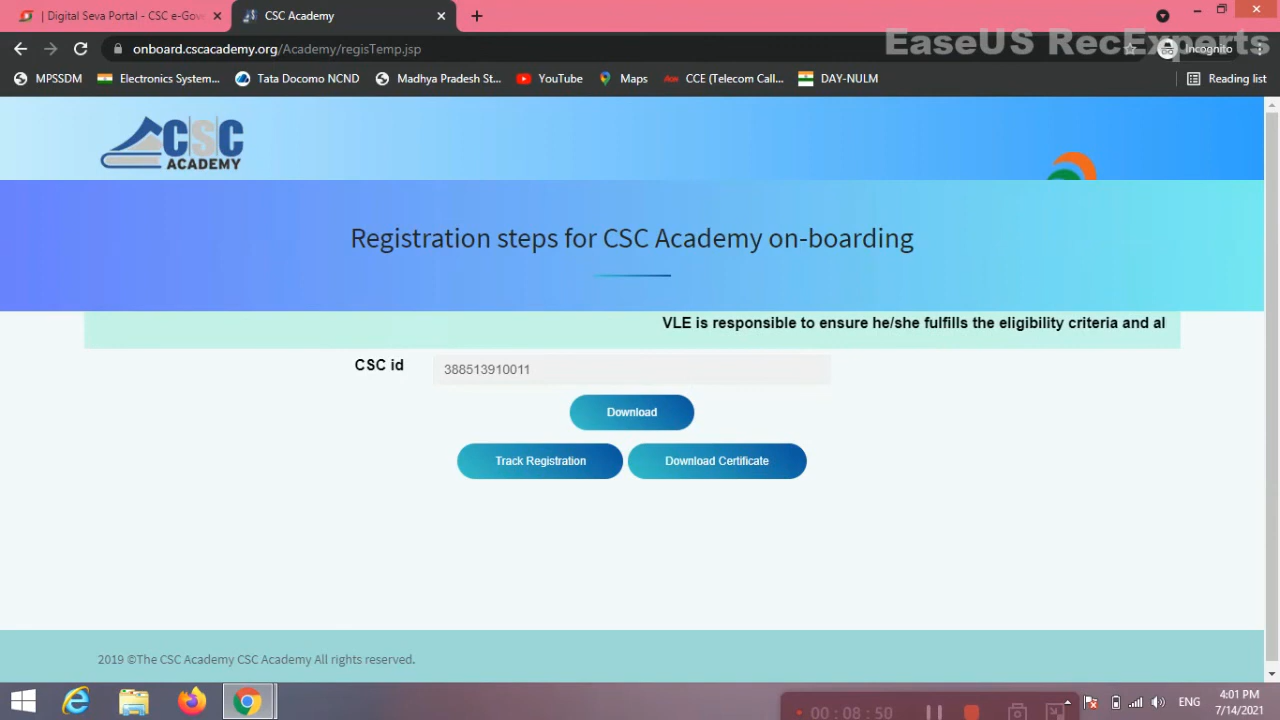 | Digital Seva Portal - CSC e-Gov
CSC Academy
EaseUS RecExperts
onboard.cscacademy.org/Academy/regisTemp.jsp
Incognito
MPSSDM
Electronics System...
Tata Docomo NCND
Madhya Pradesh St...
YouTube
Maps
CCE (Telecom Call...
DAY-NULM
Reading list
CSC
ACADEMY
Registration steps for CSC Academy on-boarding
VLE is responsible to ensure he/she fulfills the eligibility criteria and al
CSC id
388513910011
Download
Track Registration
Download Certificate
2019 ©The CSC Academy CSC Academy All rights reserved.
00:08:50
ENG
4:01 PM
7/14/2021